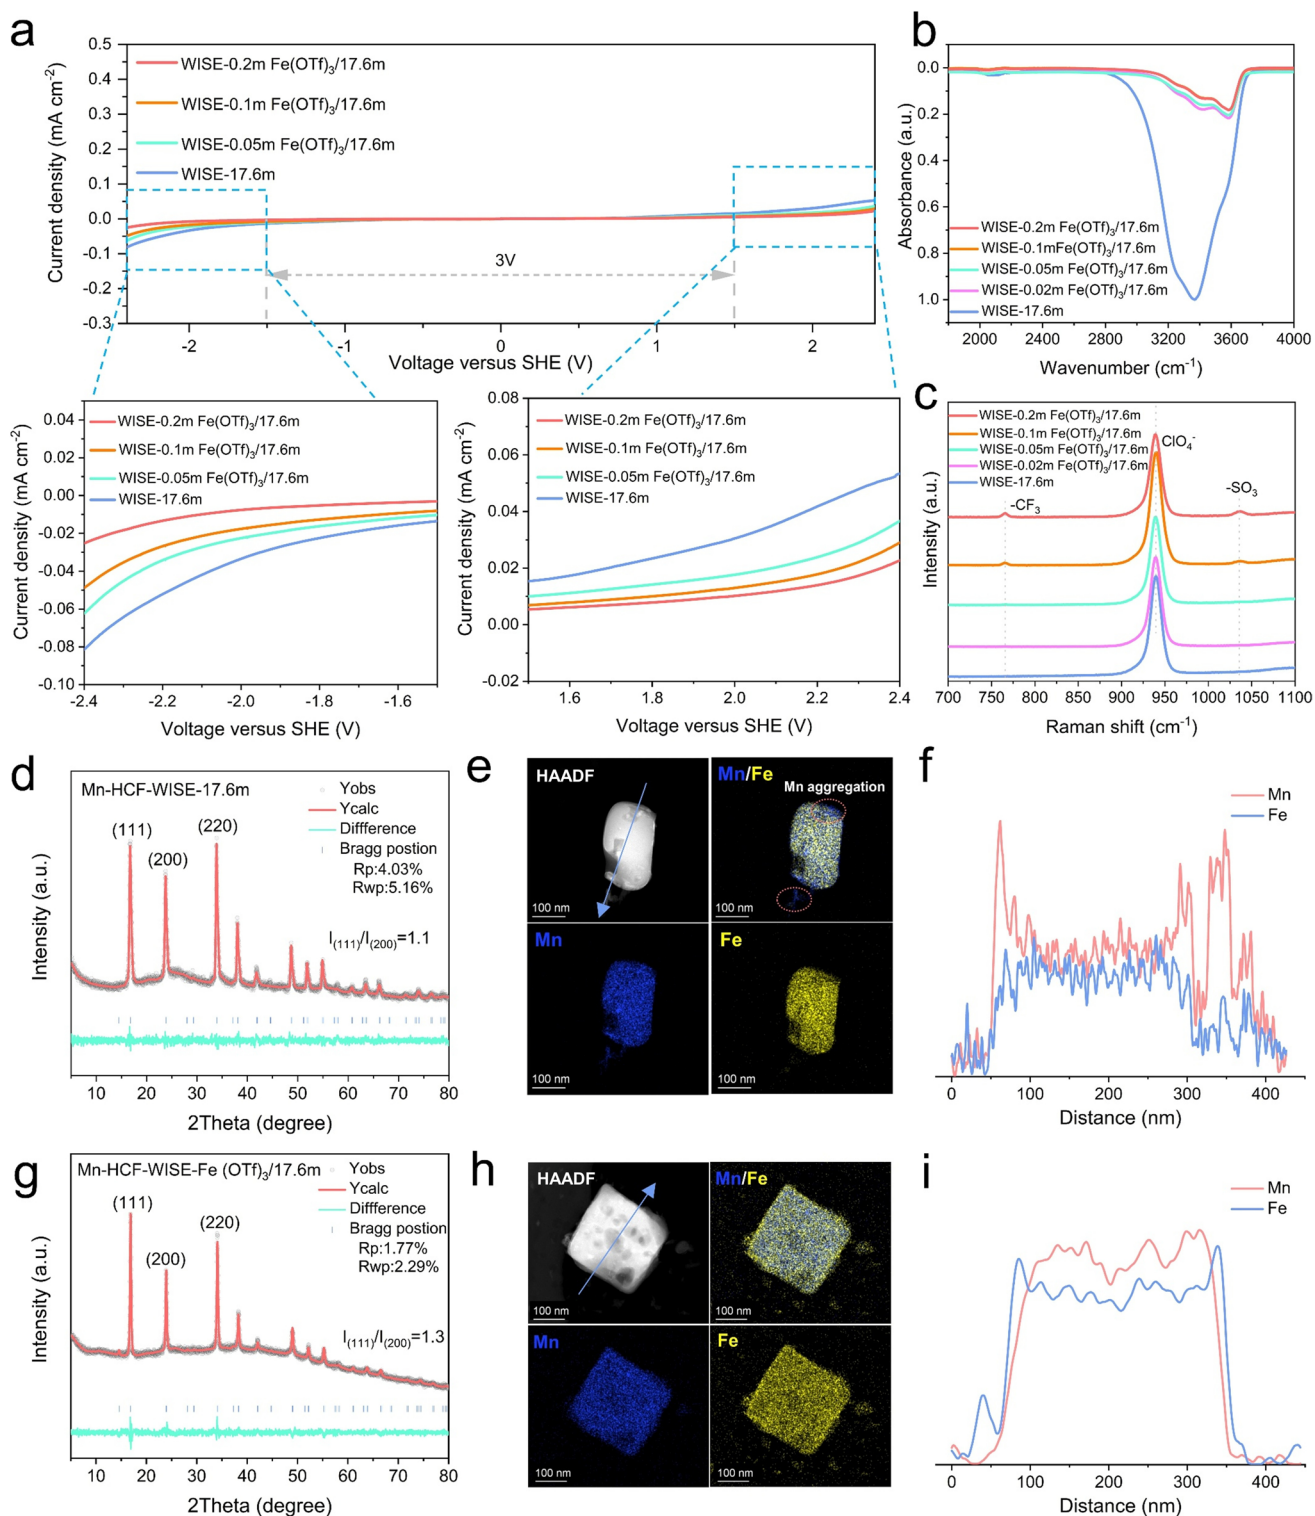 a
WISE-0.2m Fe(OTf)3/17.6m
WISE-0.1m Fe(OTf)3/17.6m
WISE-0.05m Fe(OTf)3/17.6m
WISE-17.6m
3V
0.5
0.4
0.3
0.2
0.1
0.0
-0.1
-0.2
-0.3
Current density (mA cm-2)
-2
-1
0
1
2
Voltage versus SHE (V)
WISE-0.2m Fe(OTf)3/17.6m
WISE-0.1m Fe(OTf)3/17.6m
WISE-0.05m Fe(OTf)3/17.6m
WISE-17.6m
0.04
0.02
0.00
-0.02
-0.04
-0.06
-0.08
-0.10
Current density (mA cm-2)
-2.4
-2.2
-2.0
-1.8
-1.6
Voltage versus SHE (V)
WISE-0.2m Fe(OTf)3/17.6m
WISE-0.1m Fe(OTf)3/17.6m
WISE-0.05m Fe(OTf)3/17.6m
WISE-17.6m
0.08
0.06
0.04
0.02
0.00
-0.02
Current density (mA cm-2)
1.6
1.8
2.0
2.2
2.4
Voltage versus SHE (V)
b
0.0
0.2
0.4
0.6
0.8
1.0
Absorbance (a.u.)
WISE-0.2m Fe(OTf)3/17.6m
WISE-0.1mFe(OTf)3/17.6m
WISE-0.05m Fe(OTf)3/17.6m
WISE-0.02m Fe(OTf)3/17.6m
WISE-17.6m
2000
2400
2800
3200
3600
4000
Wavenumber (cm-1)
c
WISE-0.2m Fe(OTf)3/17.6m
WISE-0.1m Fe(OTf)3/17.6m
WISE-0.05m Fe(OTf)3/17.6m
WISE-0.02m Fe(OTf)3/17.6m
WISE-17.6m
ClO4-
-CF3
-SO3
Intensity (a.u.)
700
750
800
850
900
950
1000
1050
1100
Raman shift (cm-1)
d
Mn-HCF-WISE-17.6m
Yobs
Ycalc
Diffference
Bragg postion
Rp:4.03%
Rwp:5.16%
(111)
(200)
(220)
I(111)/I(200)=1.1
Intensity (a.u.)
10
20
30
40
50
60
70
80
2Theta (degree)
e
HAADF
100 nm
Mn/Fe
Mn aggregation
100 nm
Mn
100 nm
Fe
100 nm
f
Mn
Fe
Intensity (a.u.)
0
100
200
300
400
Distance (nm)
g
Mn-HCF-WISE-Fe (OTf)3/17.6m
Yobs
Ycalc
Diffference
Bragg postion
Rp:1.77%
Rwp:2.29%
(111)
(200)
(220)
I(111)/I(200)=1.3
Intensity (a.u.)
10
20
30
40
50
60
70
80
2Theta (degree)
h
HAADF
100 nm
Mn/Fe
100 nm
Mn
100 nm
Fe
100 nm
i
Mn
Fe
Intensity (a.u.)
0
100
200
300
400
Distance (nm)